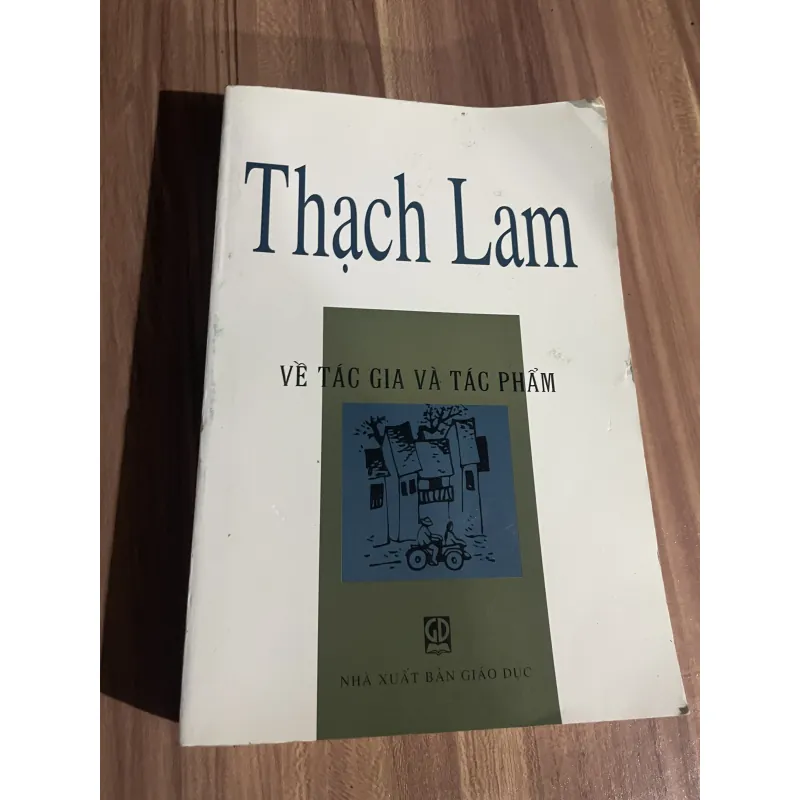 Thạch Lam
VỀ TÁC GIA VÀ TÁC PHẨM
GD
NHÀ XUẤT BẢN GIÁO DỤC